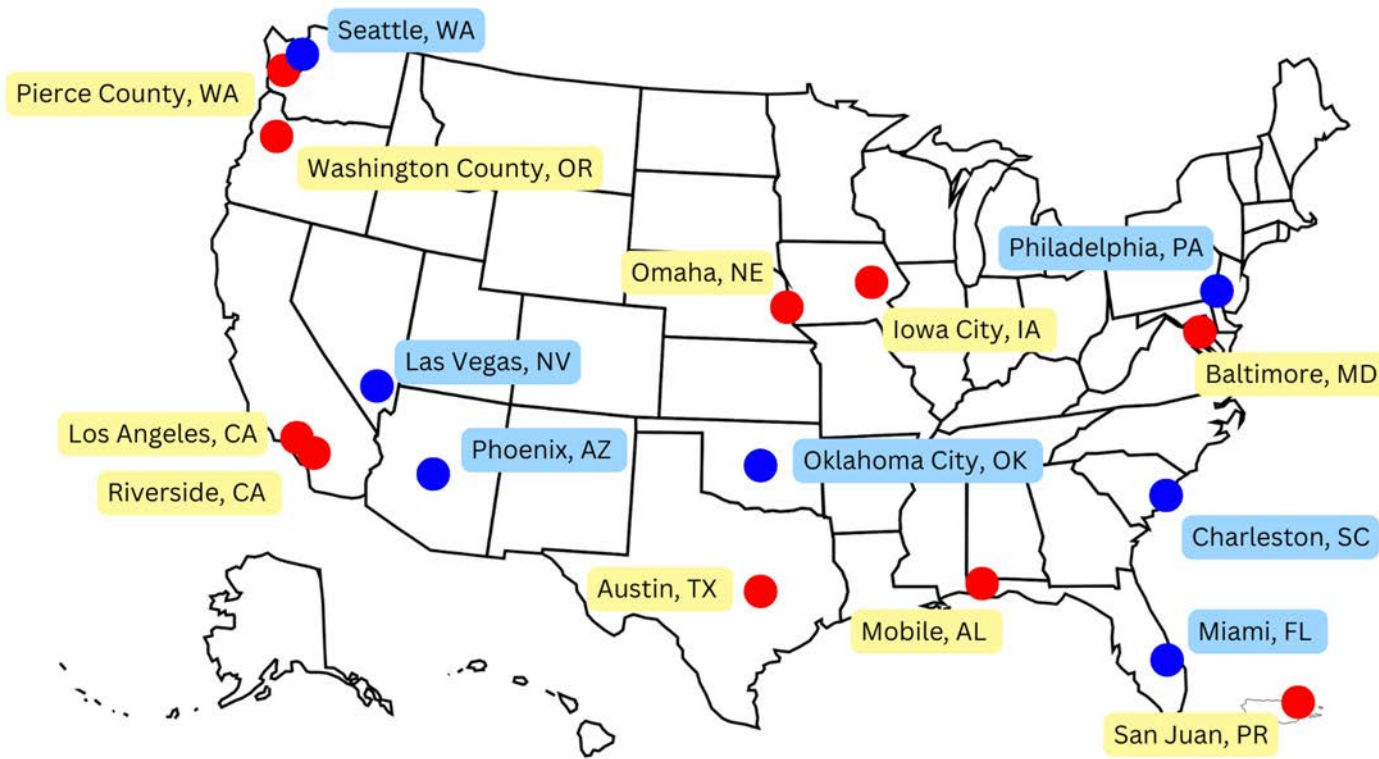 Seattle, WA
Pierce County, WA
Washington County, OR
Philadelphia, PA
Omaha, NE
Iowa City, IA
Las Vegas, NV
Baltimore, MD
Los Angeles, CA
Phoenix, AZ
Oklahoma City, OK
Riverside, CA
Charleston, SC
Austin, TX
Mobile, AL
Miami, FL
San Juan, PR